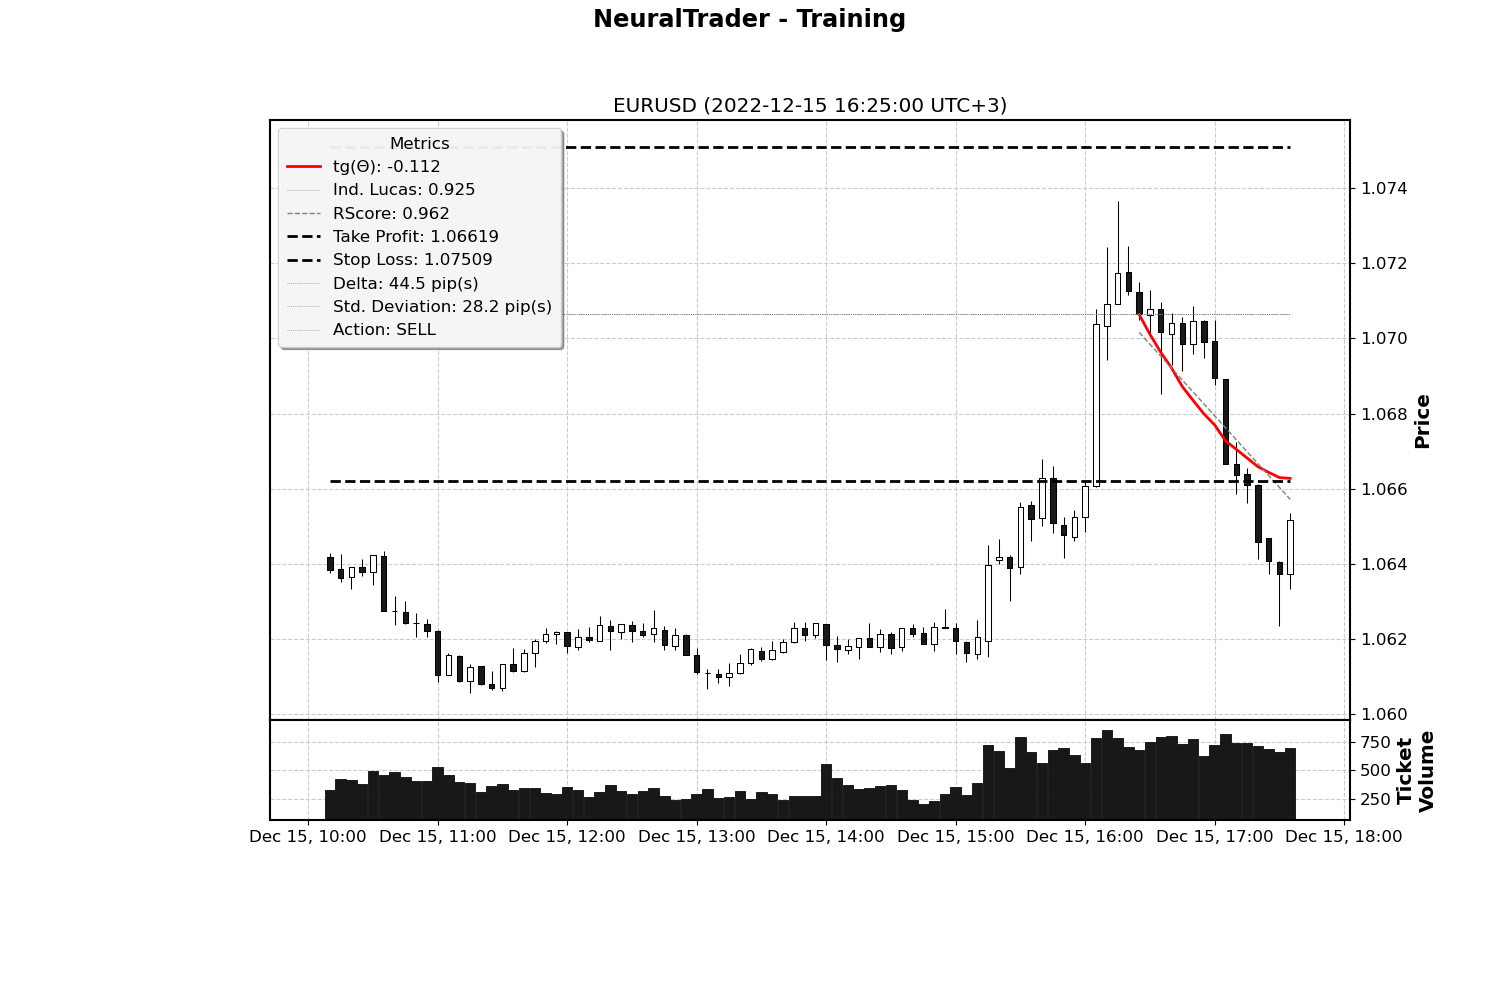 NeuralTrader - Training
EURUSD (2022-12-15 16:25:00 UTC+3)
Metrics
tg(Θ): -0.112
Ind. Lucas: 0.925
RScore: 0.962
Take Profit: 1.06619
Stop Loss: 1.07509
Delta: 44.5 pip(s)
Std. Deviation: 28.2 pip(s)
Action: SELL
1.074
1.072
1.070
1.068
1.066
1.064
1.062
1.060
Price
750
500
250
Ticket
Volume
Dec 15, 10:00
Dec 15, 11:00
Dec 15, 12:00
Dec 15, 13:00
Dec 15, 14:00
Dec 15, 15:00
Dec 15, 16:00
Dec 15, 17:00
Dec 15, 18:00